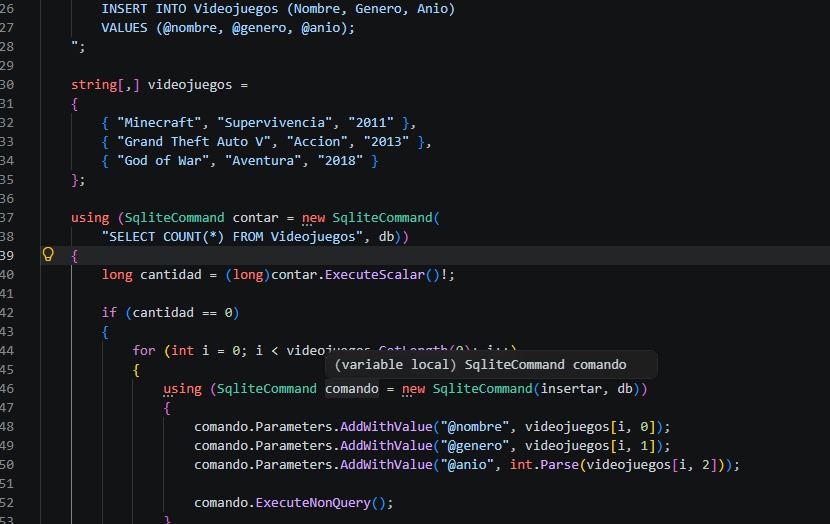 26 INSERT INTO Videojuegos (Nombre, Genero, Anio)
27 VALUES (@nombre, @genero, @anio);
28 ";
29
30 string[,] videojuegos =
31 {
32 { "Minecraft", "Supervivencia", "2011" },
33 { "Grand Theft Auto V", "Accion", "2013" },
34 { "God of War", "Aventura", "2018" }
35 };
36
37 using (SqliteCommand contar = new SqliteCommand(
38 "SELECT COUNT(*) FROM Videojuegos", db))
39 {
40 long cantidad = (long)contar.ExecuteScalar()!;
41
42 if (cantidad == 0)
43 {
44 for (int i = 0; i < videojuegos.GetLength(0); i++)
(variable local) SqliteCommand comando
45 {
46 using (SqliteCommand comando = new SqliteCommand(insertar, db))
47 {
48 comando.Parameters.AddWithValue("@nombre", videojuegos[i, 0]);
49 comando.Parameters.AddWithValue("@genero", videojuegos[i, 1]);
50 comando.Parameters.AddWithValue("@anio", int.Parse(videojuegos[i, 2]));
51
52 comando.ExecuteNonQuery();
53 }